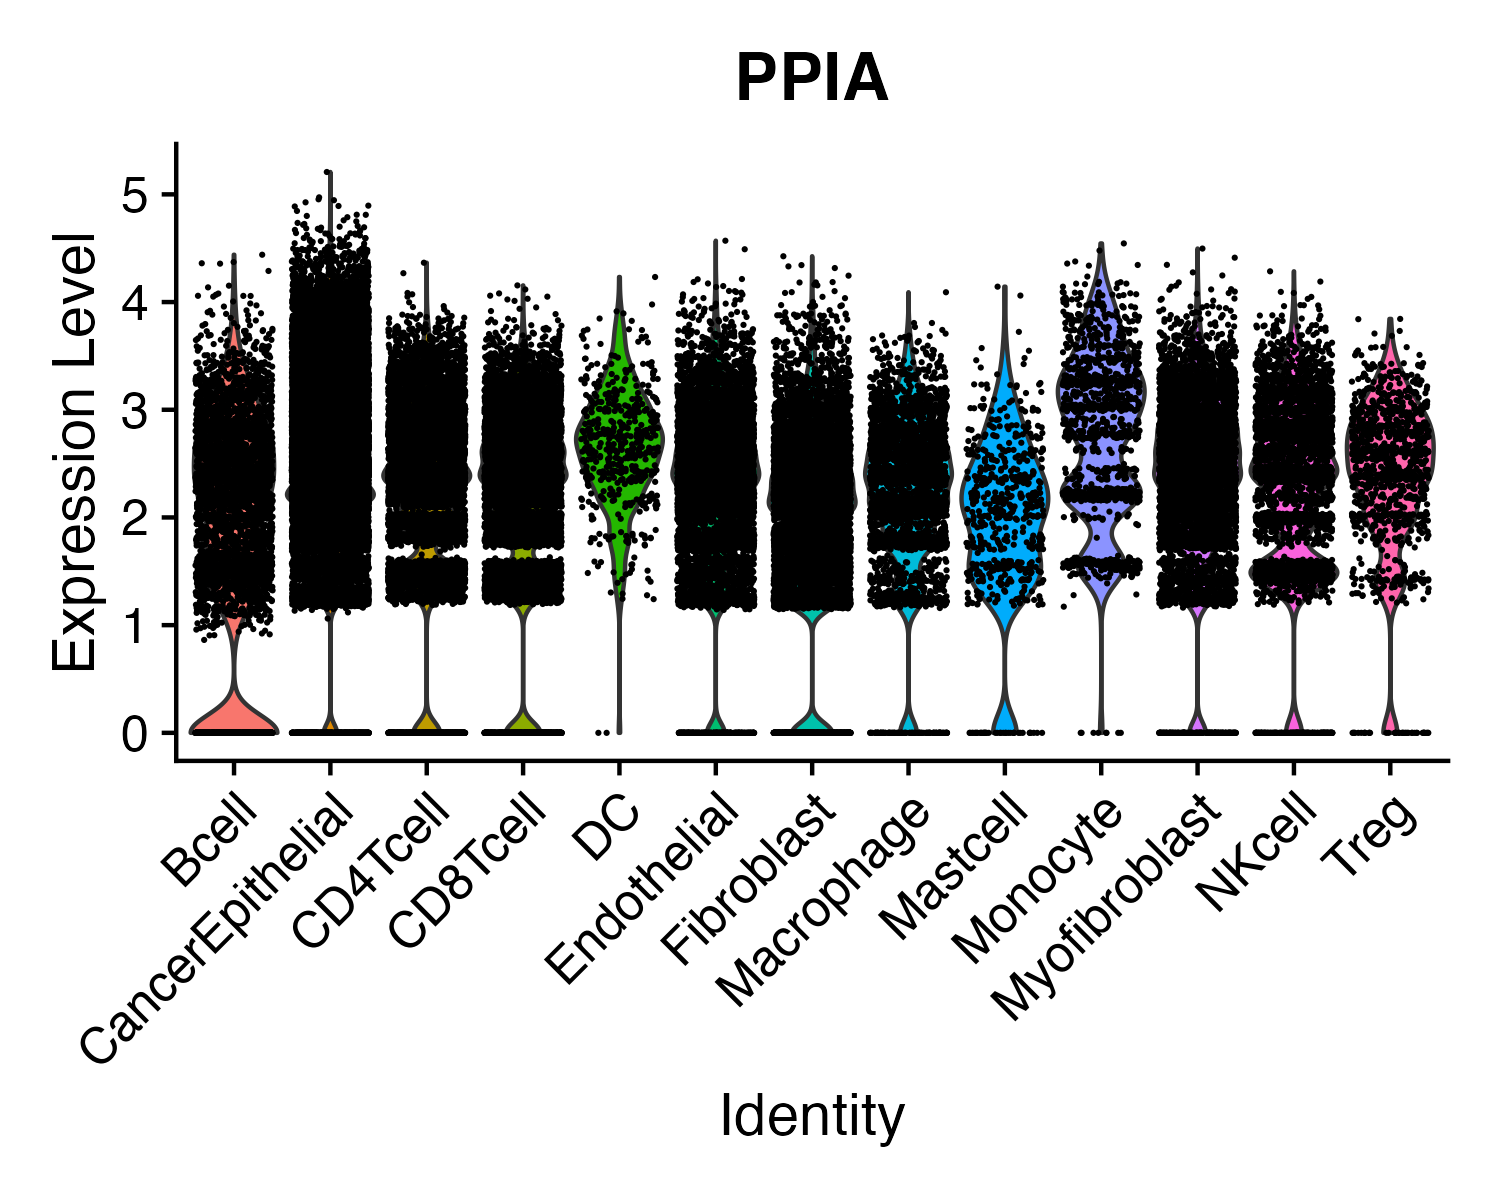 PPIA
Expression Level
5
4
3
2
1
0
Bcell
CancerEpithelial
CD4Tcell
CD8Tcell
DC
Endothelial
Fibroblast
Macrophage
Mastcell
Monocyte
Myofibroblast
NKcell
Treg
Identity